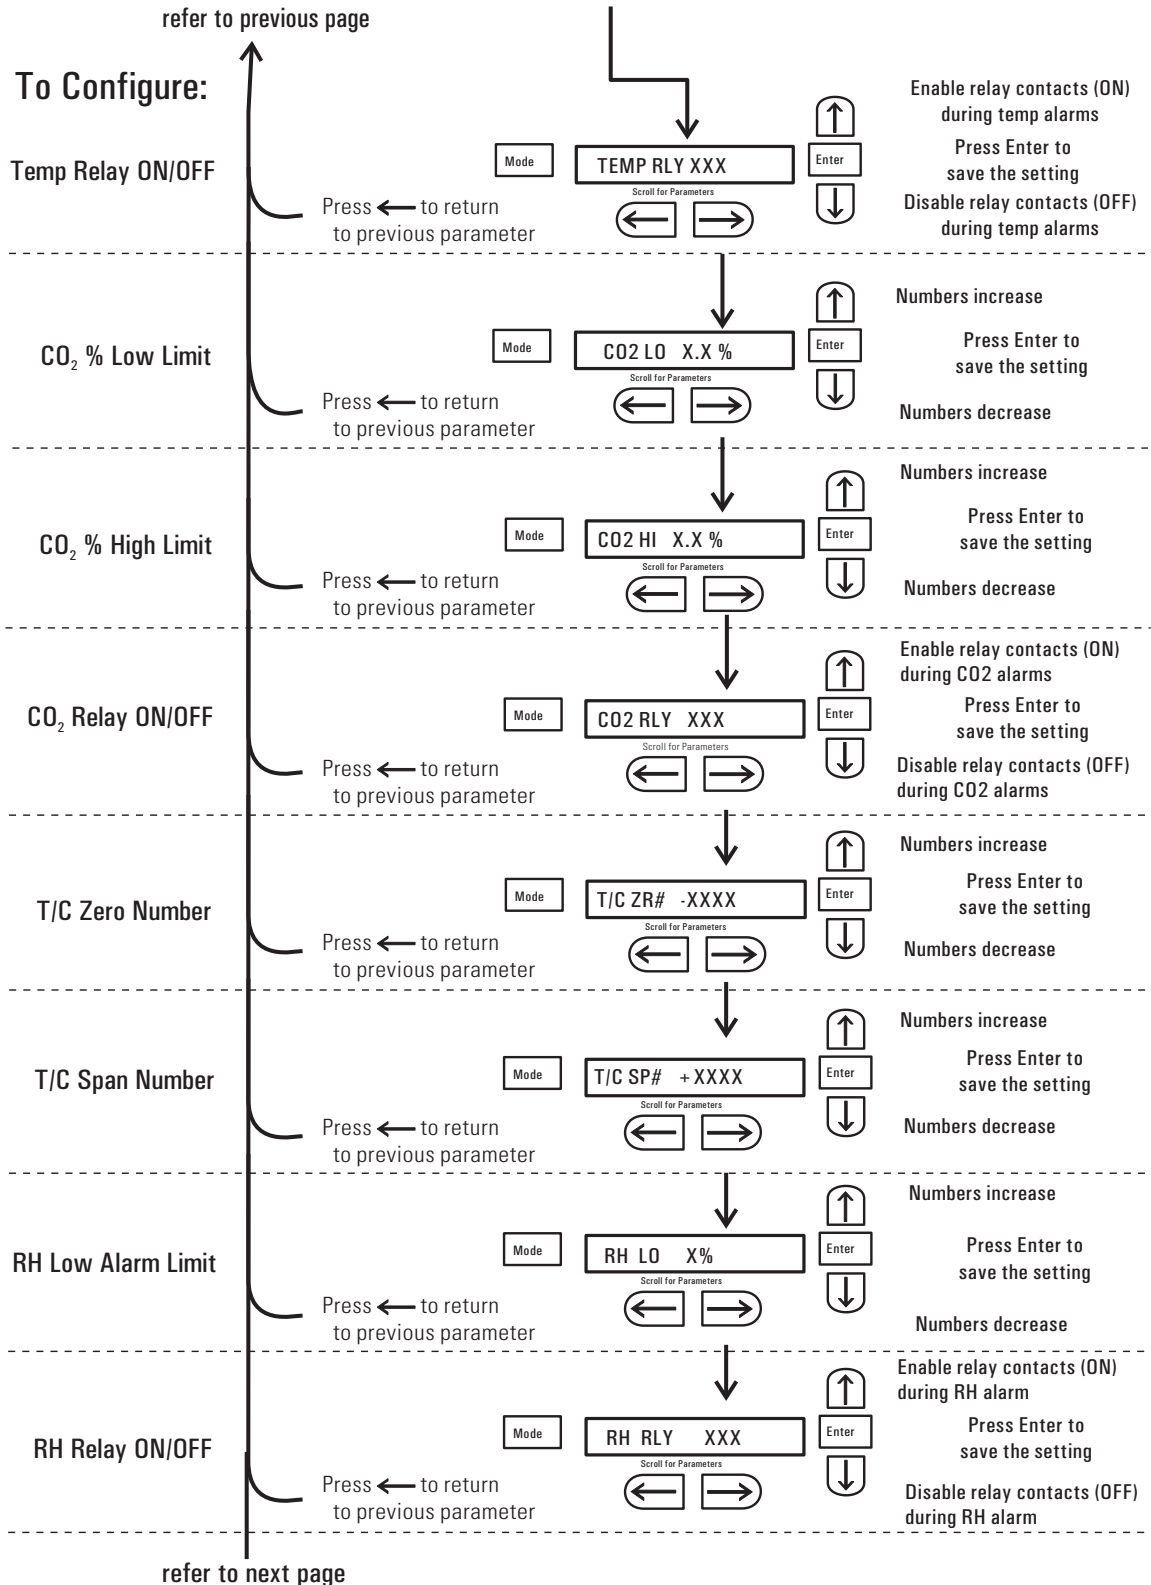 refer to previous page
To Configure:
Enable relay contacts (ON)
during temp alarms
Temp Relay ON/OFF
Mode
TEMP RLY XXX
Enter
Press Enter to
save the setting
Scroll for Parameters
Press ← to return
to previous parameter
Disable relay contacts (OFF)
during temp alarms
Numbers increase
CO₂ % Low Limit
Mode
CO2 LO X.X %
Enter
Press Enter to
save the setting
Scroll for Parameters
Press ← to return
to previous parameter
Numbers decrease
Numbers increase
CO₂ % High Limit
Mode
CO2 HI X.X %
Enter
Press Enter to
save the setting
Scroll for Parameters
Press ← to return
to previous parameter
Numbers decrease
Enable relay contacts (ON)
during CO2 alarms
CO₂ Relay ON/OFF
Mode
CO2 RLY XXX
Enter
Press Enter to
save the setting
Scroll for Parameters
Press ← to return
to previous parameter
Disable relay contacts (OFF)
during CO2 alarms
Numbers increase
T/C Zero Number
Mode
T/C ZR# -XXXX
Enter
Press Enter to
save the setting
Scroll for Parameters
Press ← to return
to previous parameter
Numbers decrease
Numbers increase
T/C Span Number
Mode
T/C SP# +XXXX
Enter
Press Enter to
save the setting
Scroll for Parameters
Press ← to return
to previous parameter
Numbers decrease
Numbers increase
RH Low Alarm Limit
Mode
RH LO X%
Enter
Press Enter to
save the setting
Scroll for Parameters
Press ← to return
to previous parameter
Numbers decrease
Enable relay contacts (ON)
during RH alarm
RH Relay ON/OFF
Mode
RH RLY XXX
Enter
Press Enter to
save the setting
Scroll for Parameters
Press ← to return
to previous parameter
Disable relay contacts (OFF)
during RH alarm
refer to next page